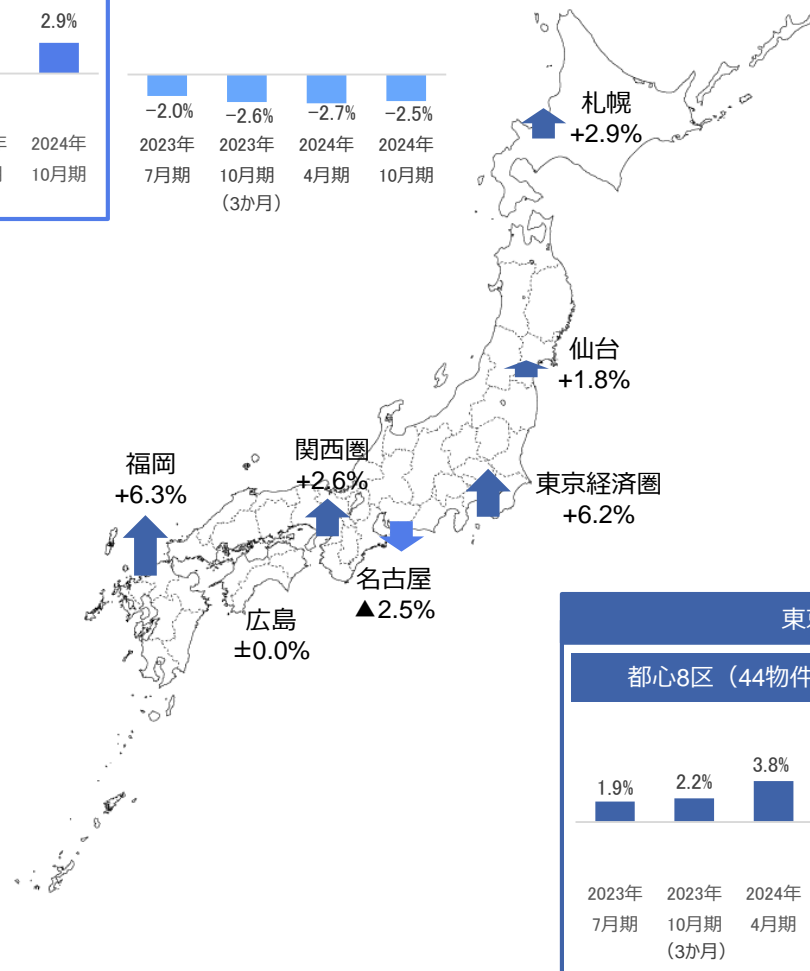 2.9%
年 2024年
10月期
-2.0% -2.6% -2.7% -2.5%
2023年 2023年 2024年 2024年
7月期 10月期 4月期 10月期
（3か月）
札幌
+2.9%
仙台
+1.8%
関西圏
+2.6%
福岡
+6.3%
東京経済圏
+6.2%
名古屋
▲2.5%
広島
±0.0%
東
都心8区（44物件
1.9% 2.2% 3.8%
2023年 2023年 2024年
7月期 10月期 4月期
（3か月）